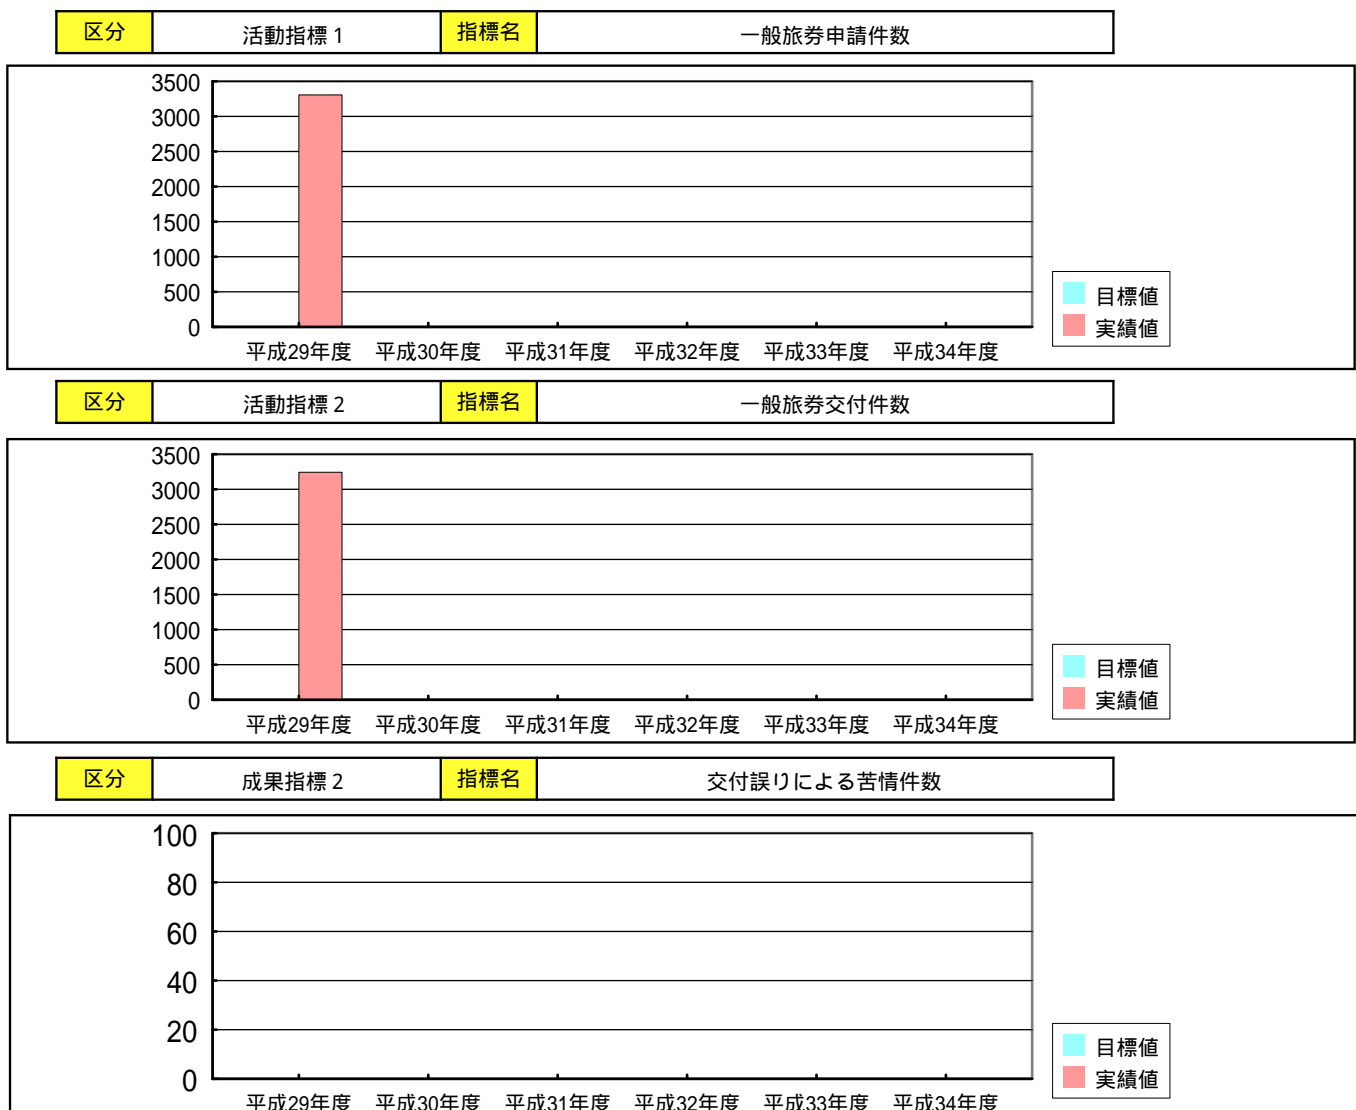 区分 活動指標1 指標名 一般旅券申請件数
3500
3000
2500
2000
1500
1000
500
0
平成29年度 平成30年度 平成31年度 平成32年度 平成33年度 平成34年度
目標値
実績値
区分 活動指標2 指標名 一般旅券交付件数
3500
3000
2500
2000
1500
1000
500
0
平成29年度 平成30年度 平成31年度 平成32年度 平成33年度 平成34年度
目標値
実績値
区分 成果指標2 指標名 交付誤りによる苦情件数
100
80
60
40
20
0
平成29年度 平成30年度 平成31年度 平成32年度 平成33年度 平成34年度
目標値
実績値